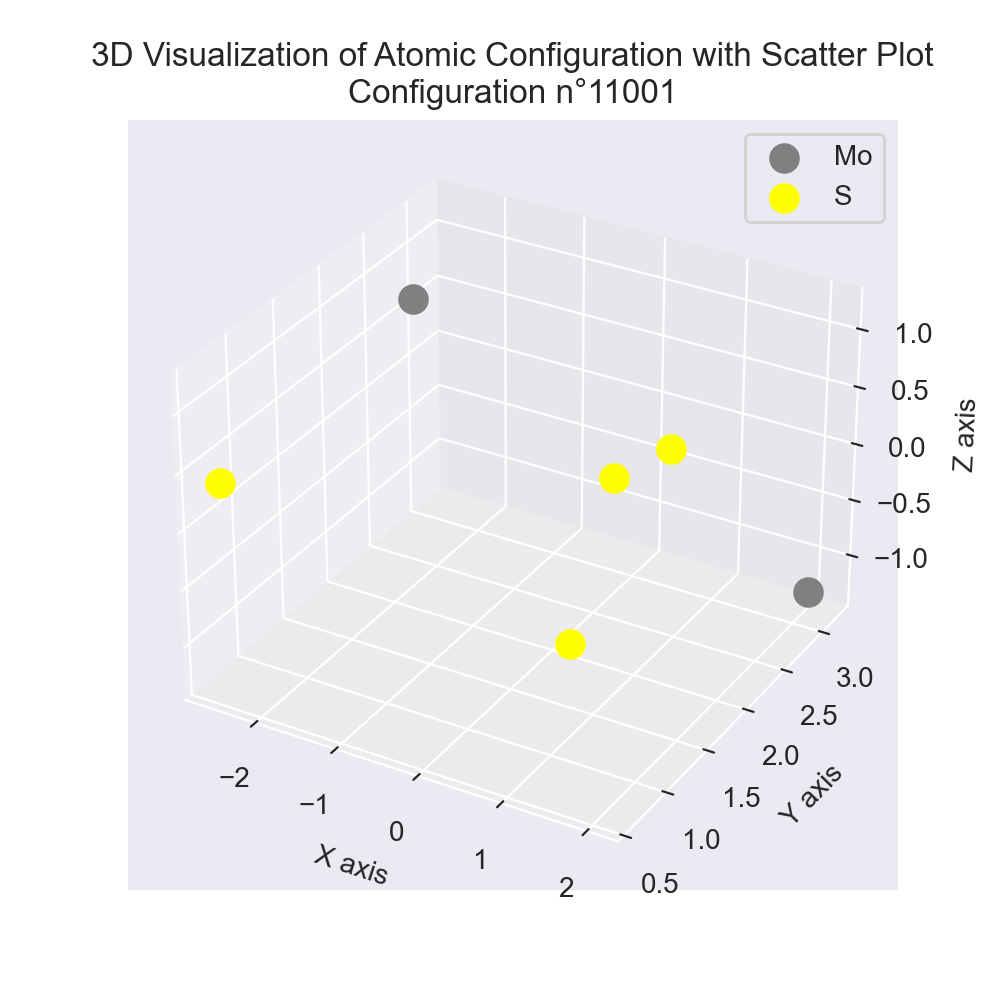 3D Visualization of Atomic Configuration with Scatter Plot
Configuration n°11001
Mo
S
1.0
0.5
0.0
−0.5
−1.0
Z axis
3.0
2.5
2.0
1.5
1.0
0.5
Y axis
−2
−1
0
1
2
X axis